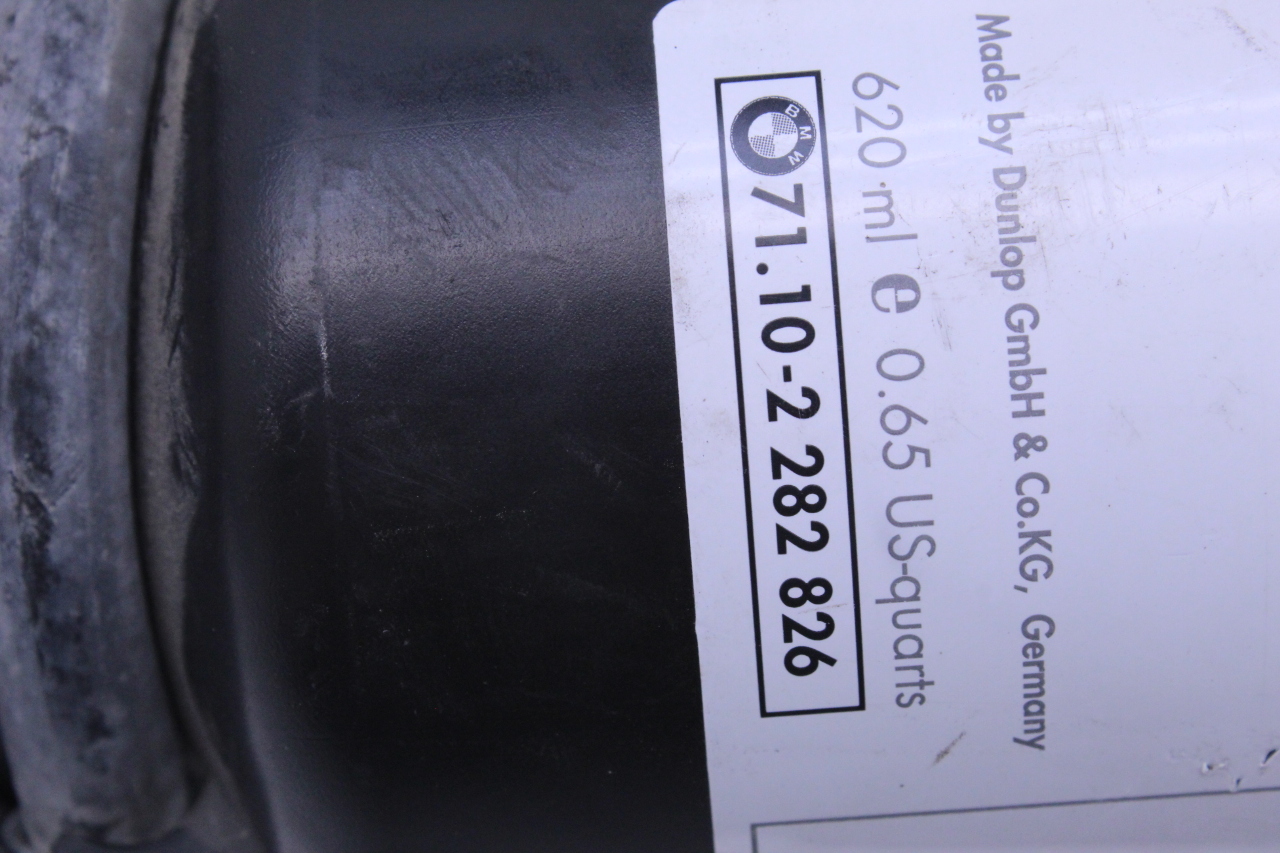 Made by Dunlop GmbH & Co.KG, Germany
620 ml e 0.65 US-quarts
BMW 71.10-2 282 826